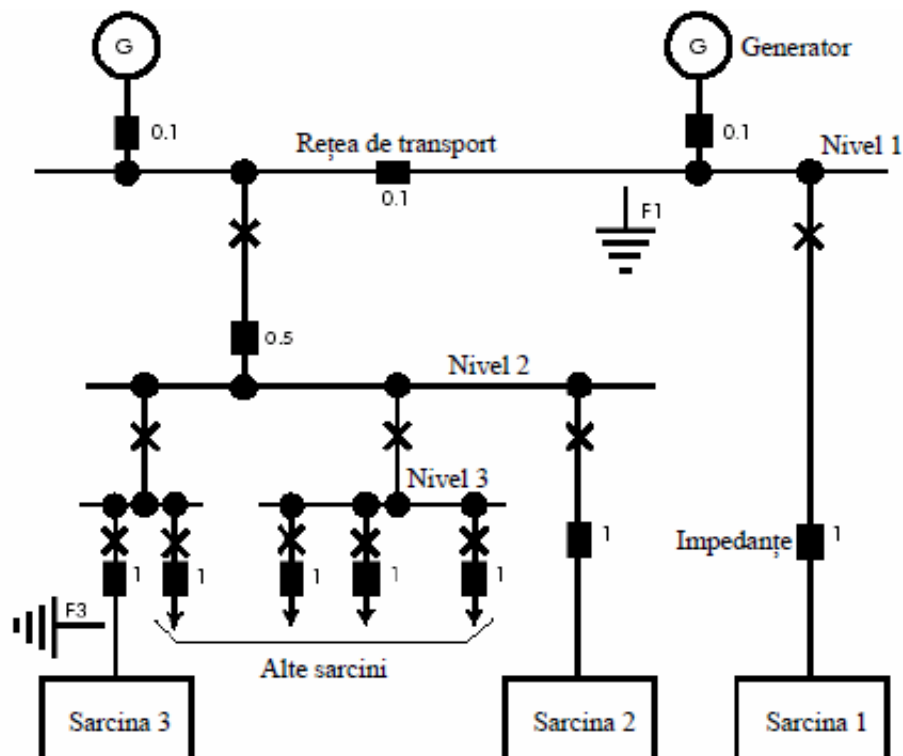 G
G
Generator
0.1
0.1
Rețea de transport
Nivel 1
0.1
F1
0.5
Nivel 2
Nivel 3
1
1
1
1
1
1
Impedanțe
1
F3
Alte sarcini
Sarcina 3
Sarcina 2
Sarcina 1